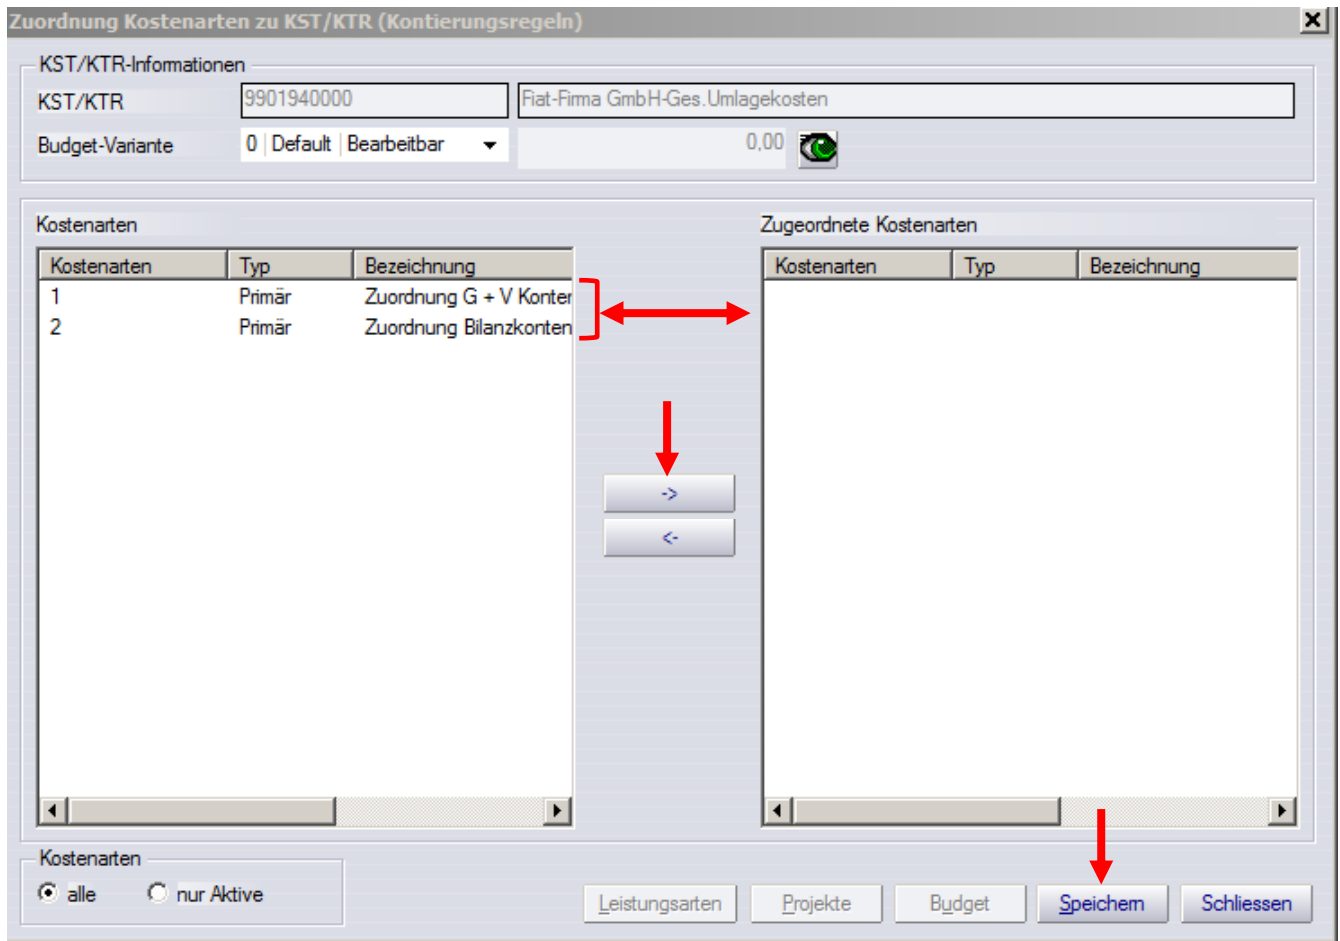 Zuordnung Kostenarten zu KST/KTR (Kontierungsregeln)
KST/KTR-Informationen
KST/KTR 9901940000 Fiat-Firma GmbH-Ges.Umlagekosten
Budget-Variante 0 | Default | Bearbeitbar 0,00
Kostenarten Zugeordnete Kostenarten
Kostenarten Typ Bezeichnung Kostenarten Typ Bezeichnung
1 Primär Zuordnung G + V Konter
2 Primär Zuordnung Bilanzkonten
->
<-
Kostenarten
alle nur Aktive
Leistungsarten Projekte Budget Speichern Schliessen